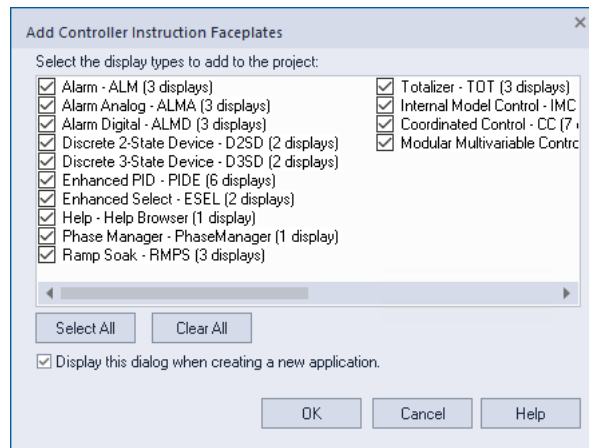 Add Controller Instruction Faceplates
Select the display types to add to the project:
Alarm - ALM (3 displays)
Alarm Analog - ALMA (3 displays)
Alarm Digital - ALMD (3 displays)
Discrete 2-State Device - D2SD (2 displays)
Discrete 3-State Device - D3SD (2 displays)
Enhanced PID - PIDE (6 displays)
Enhanced Select - ESEL (2 displays)
Help - Help Browser (1 display)
Phase Manager - PhaseManager (1 display)
Ramp Soak - RMPS (3 displays)
Totalizer - TOT (3 displays)
Internal Model Control - IMC
Coordinated Control - CC (7
Modular Multivariable
Select All
Clear All
Display this dialog when creating a new application.
OK
Cancel
Help